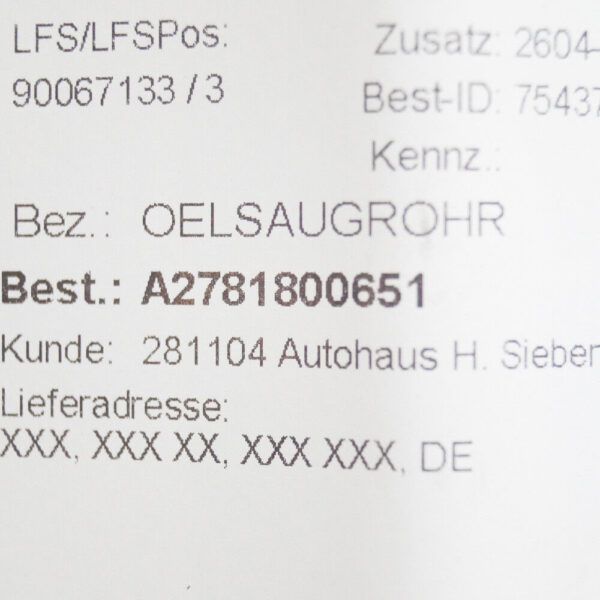 LFS/LFSPos:
90067133 / 3
Zusatz: 2604-
Best-ID: 75437
Kennz.:
Bez.: OELSAUGROHR
Best.: A2781800651
Kunde: 281104 Autohaus H. Sieber
Lieferadresse:
XXX, XXX XX, XXX XXX, DE